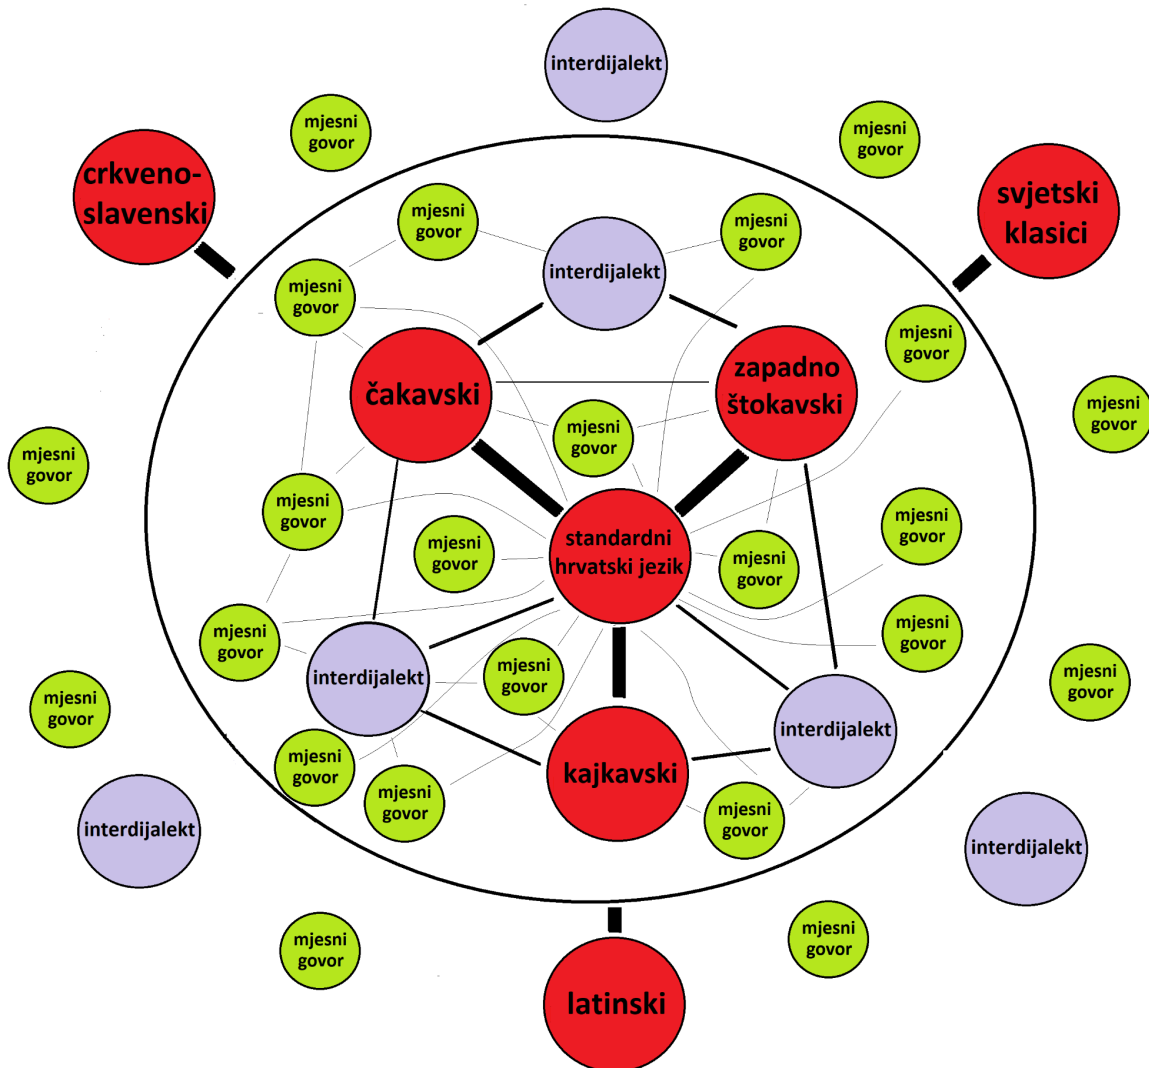 interdijalekt
mjesni
govor
mjesni
govor
crkveno-
slavenski
svjetski
klasici
mjesni
govor
mjesni
govor
interdijalekt
mjesni
govor
mjesni
govor
čakavski
zapadno
štokavski
mjesni
govor
mjesni
govor
mjesni
govor
mjesni
govor
mjesni
govor
mjesni
govor
standardni
hrvatski jezik
mjesni
govor
mjesni
govor
mjesni
govor
mjesni
govor
interdijalekt
mjesni
govor
mjesni
govor
mjesni
govor
interdijalekt
mjesni
govor
kajkavski
mjesni
govor
mjesni
govor
interdijalekt
interdijalekt
mjesni
govor
mjesni
govor
latinski